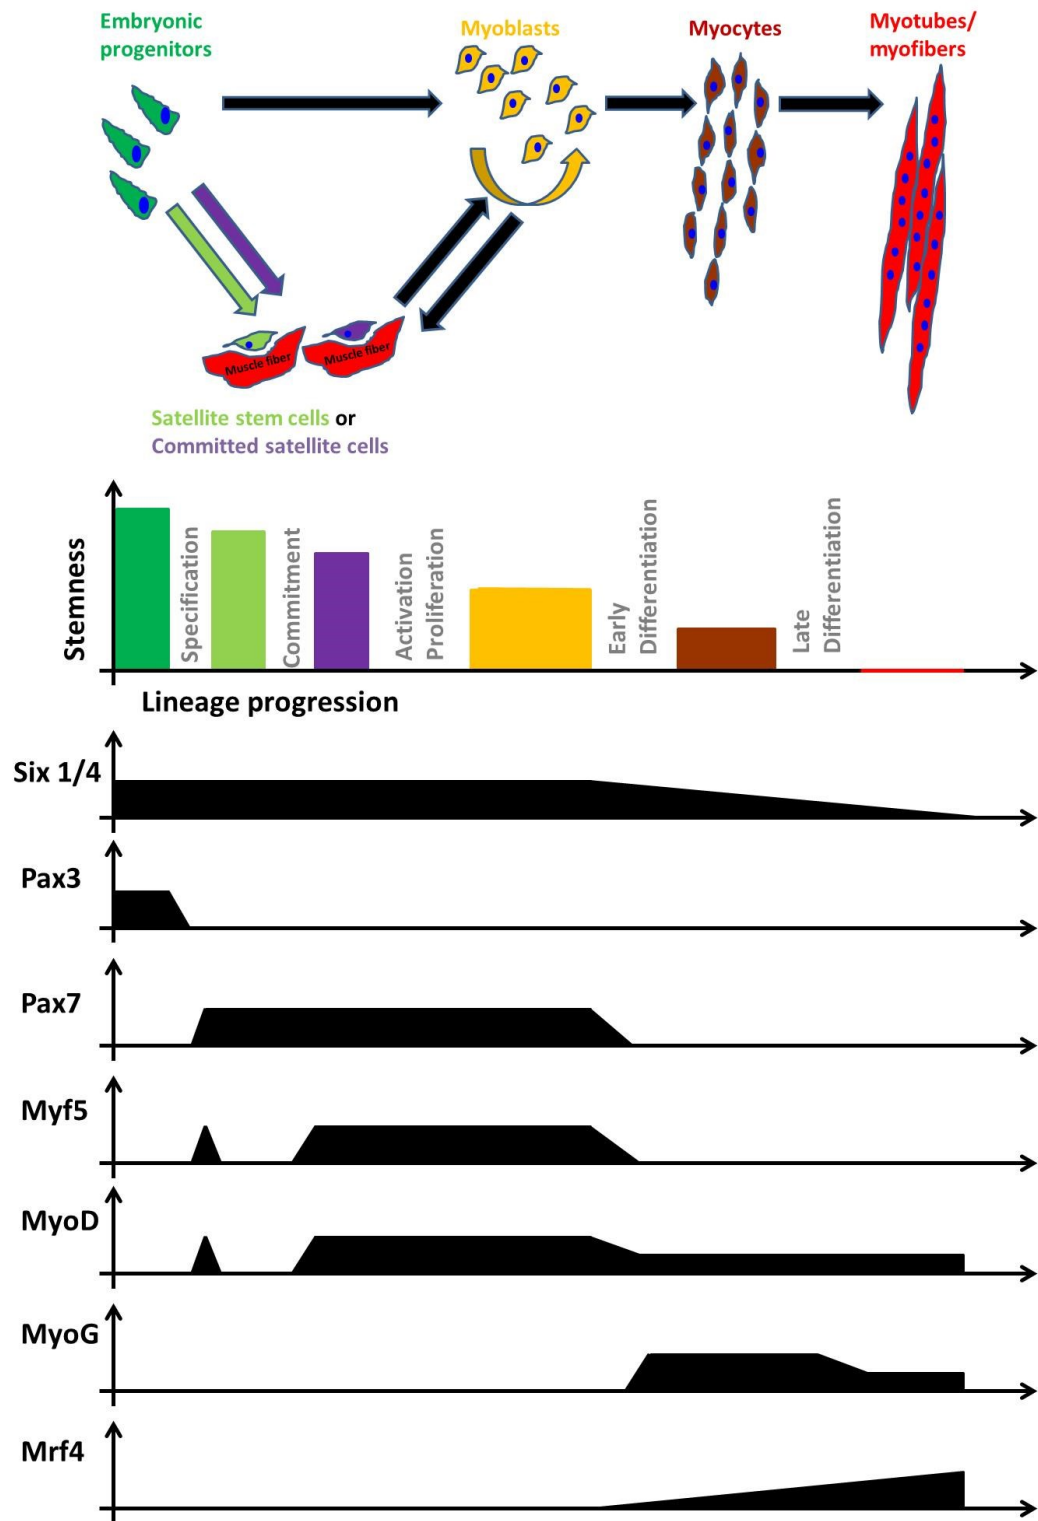 Embryonic
progenitors
Myoblasts
Myocytes
Myotubes/
myofibers
Muscle fiber
Muscle fiber
Satellite stem cells or
Committed satellite cells
Stemness
Specification
Commitment
Activation
Proliferation
Early
Differentiation
Late
Differentiation
Lineage progression
Six 1/4
Pax3
Pax7
Myf5
MyoD
MyoG
Mrf4